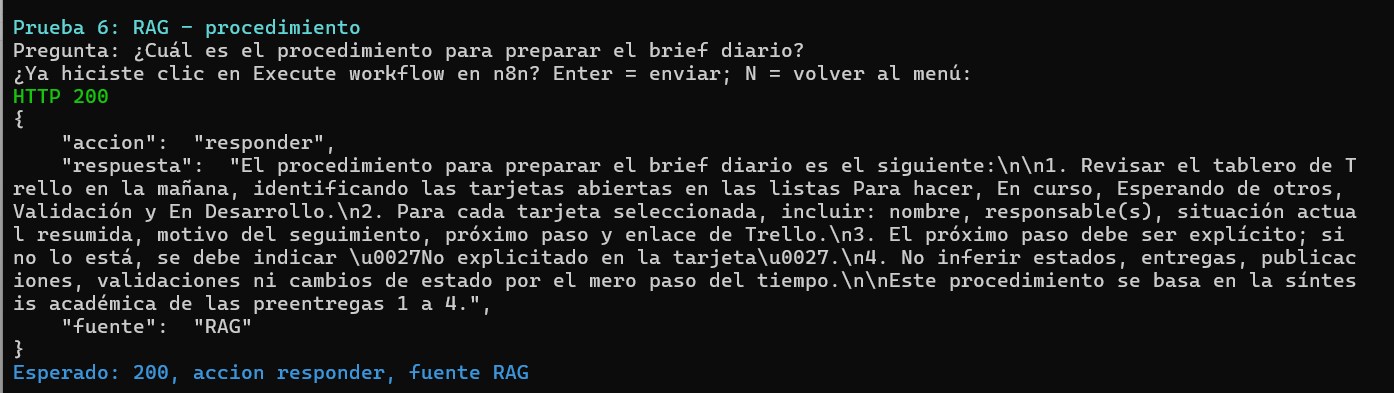 Prueba 6: RAG - procedimiento
Pregunta: ¿Cuál es el procedimiento para preparar el brief diario?
¿Ya hiciste clic en Execute workflow en n8n? Enter = enviar; N = volver al menú:
HTTP 200
{
    "accion":  "responder",
    "respuesta":  "El procedimiento para preparar el brief diario es el siguiente:\n\n1. Revisar el tablero de T
rello en la mañana, identificando las tarjetas abiertas en las listas Para hacer, En curso, Esperando de otros,
Validación y En Desarrollo.\n2. Para cada tarjeta seleccionada, incluir: nombre, responsable(s), situación actua
l resumida, motivo del seguimiento, próximo paso y enlace de Trello.\n3. El próximo paso debe ser explícito; si
no lo está, se debe indicar \u0027No explicitado en la tarjeta\u0027.\n4. No inferir estados, entregas, publicac
iones, validaciones ni cambios de estado por el mero paso del tiempo.\n\nEste procedimiento se basa en la síntes
is académica de las preentregas 1 a 4.",
    "fuente":  "RAG"
}
Esperado: 200, accion responder, fuente RAG